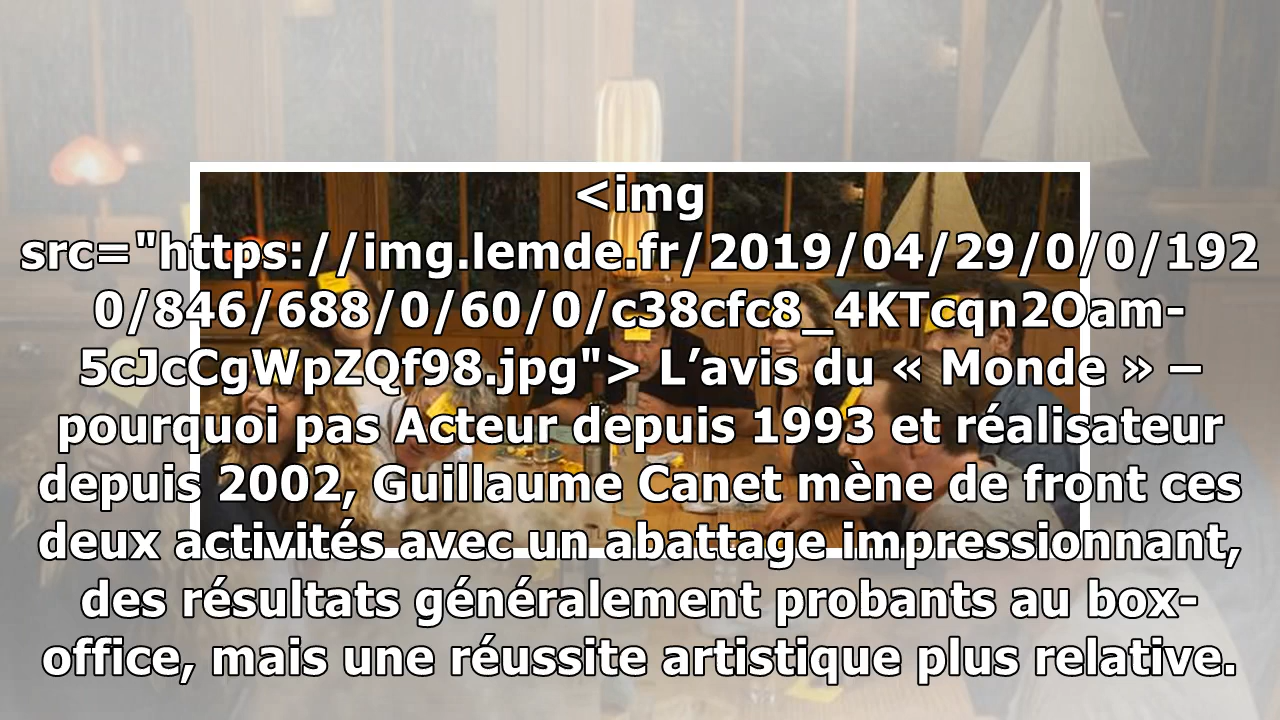 <img
src="https://img.lemde.fr/2019/04/29/0/0/192
0/846/688/0/60/0/c38cfc8_4KTcqn2Oam-
5cJcCgWpZQf98.jpg"> L’avis du « Monde » –
pourquoi pas Acteur depuis 1993 et réalisateur
depuis 2002, Guillaume Canet mène de front ces
deux activités avec un abattage impressionnant,
des résultats généralement probants au box-
office, mais une réussite artistique plus relative.